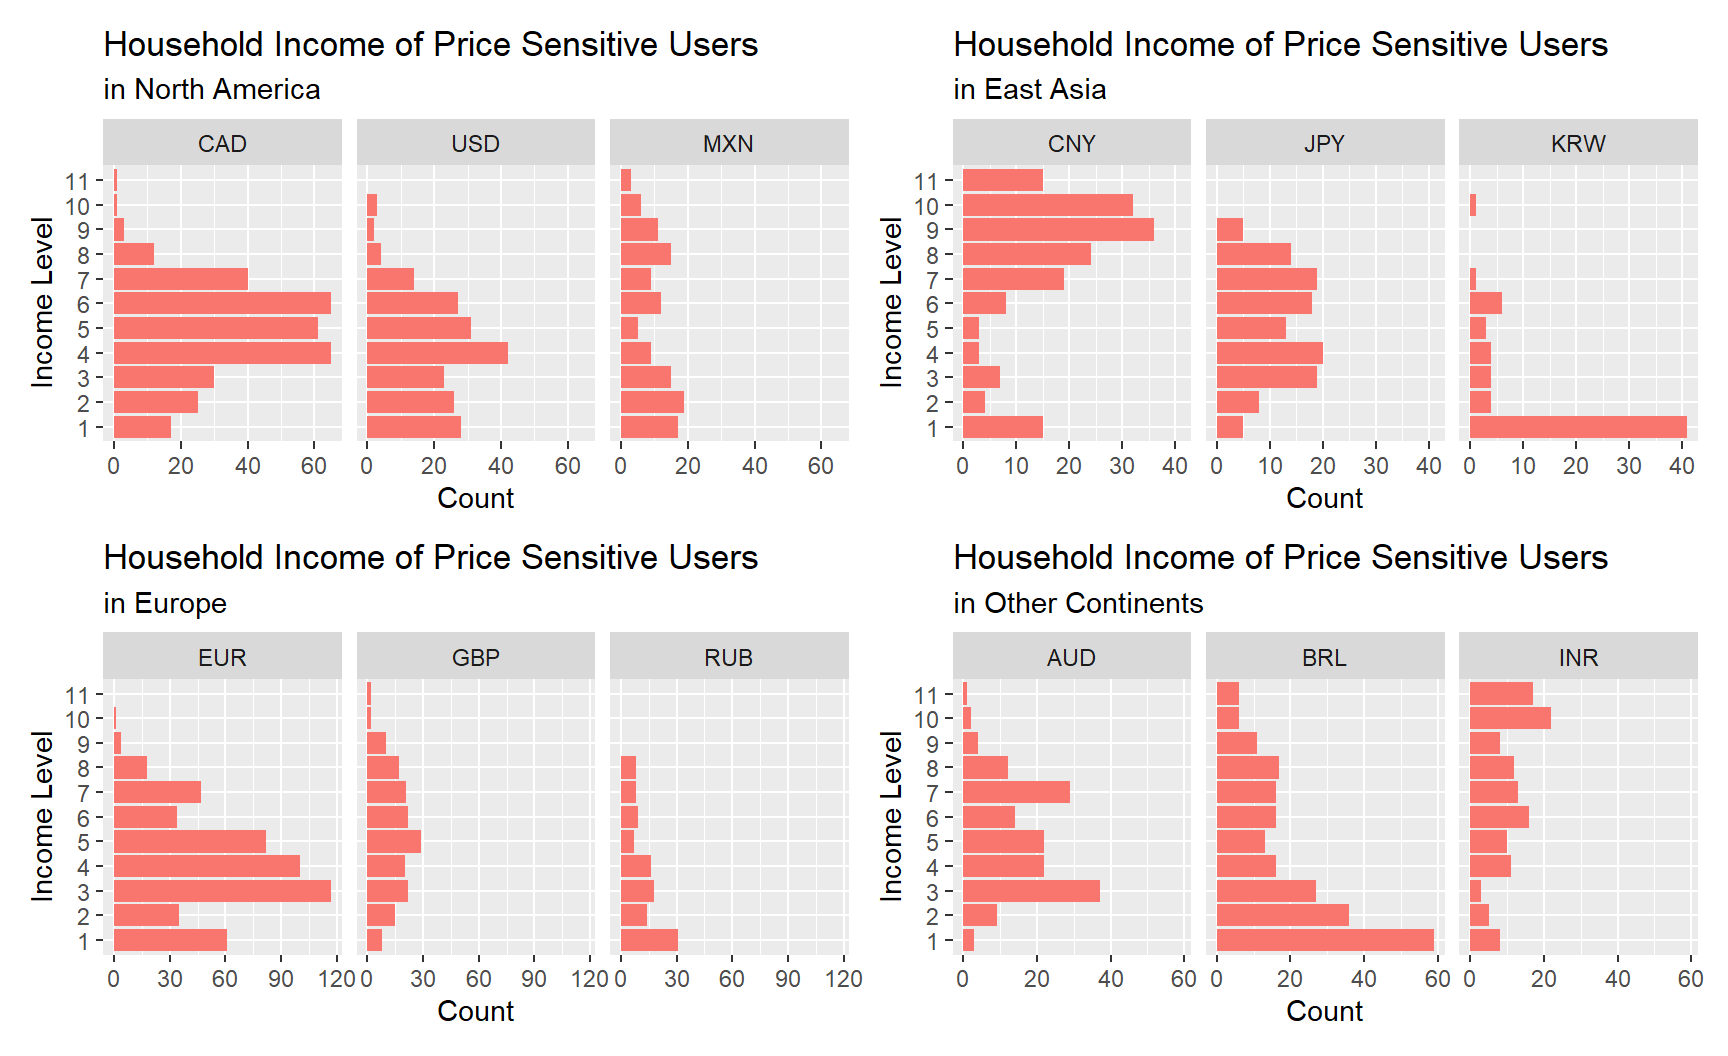 Household Income of Price Sensitive Users
in North America
CAD USD MXN
11
10
9
8
7
6
5
4
3
2
1
Income Level
0 20 40 60 0 20 40 60 0 20 40 60
Count
Household Income of Price Sensitive Users
in East Asia
CNY JPY KRW
11
10
9
8
7
6
5
4
3
2
1
Income Level
0 10 20 30 40 0 10 20 30 40 0 10 20 30 40
Count
Household Income of Price Sensitive Users
in Europe
EUR GBP RUB
11
10
9
8
7
6
5
4
3
2
1
Income Level
0 30 60 90 120 0 30 60 90 120 0 30 60 90 120
Count
Household Income of Price Sensitive Users
in Other Continents
AUD BRL INR
11
10
9
8
7
6
5
4
3
2
1
Income Level
0 20 40 60 0 20 40 60 0 20 40 60
Count